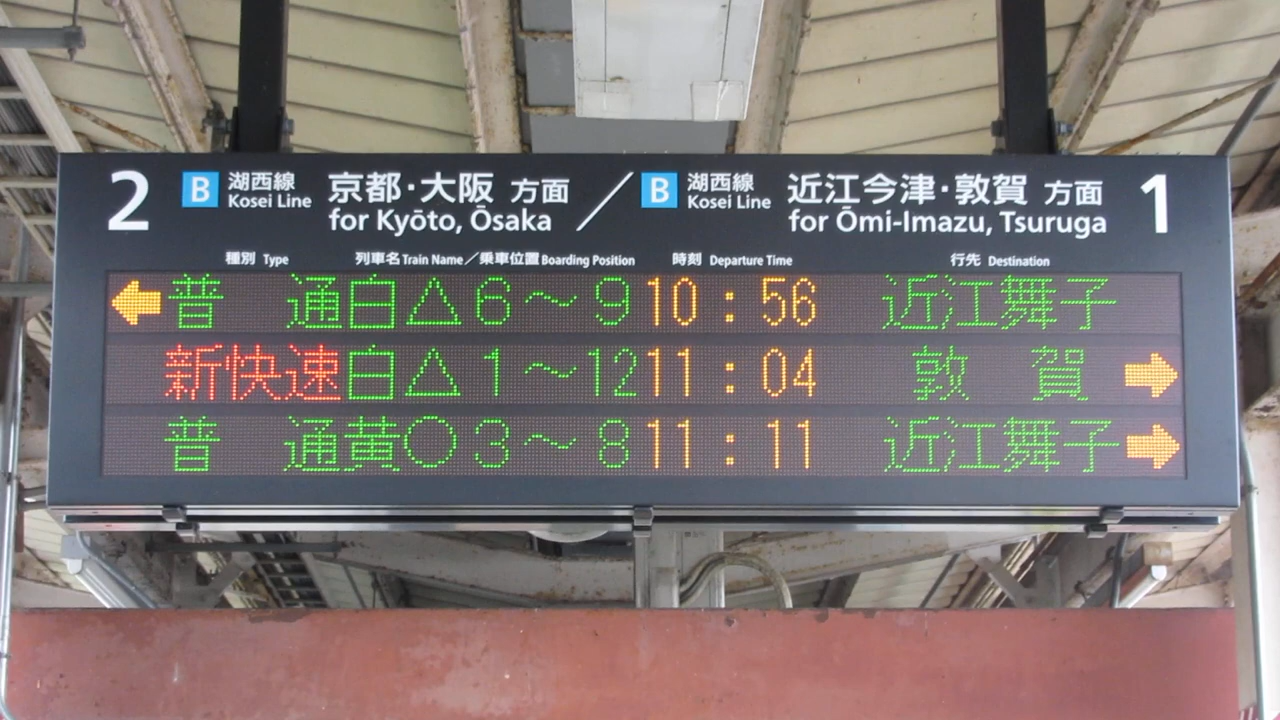 2 B 湖西線 京都・大阪 方面 ／ B 湖西線 近江今津・敦賀 方面 1
Kosei Line for Kyōto, Ōsaka Kosei Line for Ōmi-Imazu, Tsuruga
種別 Type 列車名 Train Name／乗車位置 Boarding Position 時刻 Departure Time 行先 Destination
← 普 通 白△ 6～ 9 10:56 近江舞子
新快速 白△ 1～12 11:04 敦 賀 →
普 通 黄○ 3～ 8 11:11 近江舞子 →